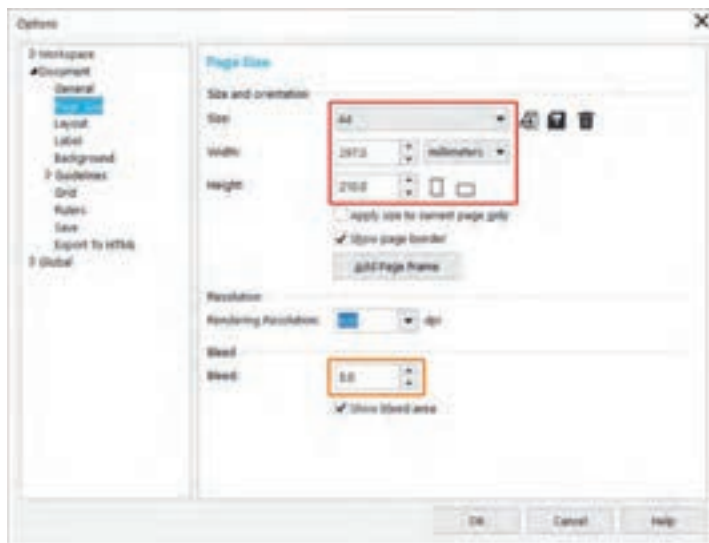 Options
Workspace
Document
General
Page Size
Layout
Label
Background
Guidelines
Grid
Rulers
Save
Export To HTML
Global
Page Size
Size and orientation
Size: A4
Width: 297.0 millimeters
Height: 210.0
Apply size to current page only
Show page border
Add Page Frame
Resolution
Rendering Resolution: dpi
Bleed
Bleed:
Show bleed area
OK Cancel Help